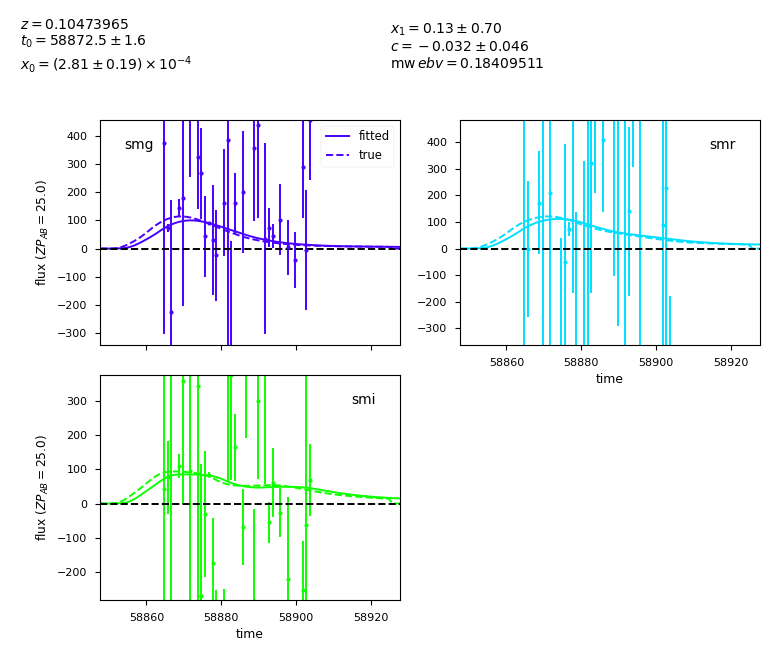 z = 0.10473965
t₀ = 58872.5 ± 1.6
x₀ = (2.81 ± 0.19) × 10⁻⁴
x₁ = 0.13 ± 0.70
c = −0.032 ± 0.046
mw ebv = 0.18409511
smg
fitted
true
400
300
200
100
0
−100
−200
−300
flux (ZP_AB = 25.0)
smr
400
300
200
100
0
−100
−200
−300
58860 58880 58900 58920
time
smi
300
200
100
0
−100
−200
flux (ZP_AB = 25.0)
58860 58880 58900 58920
time